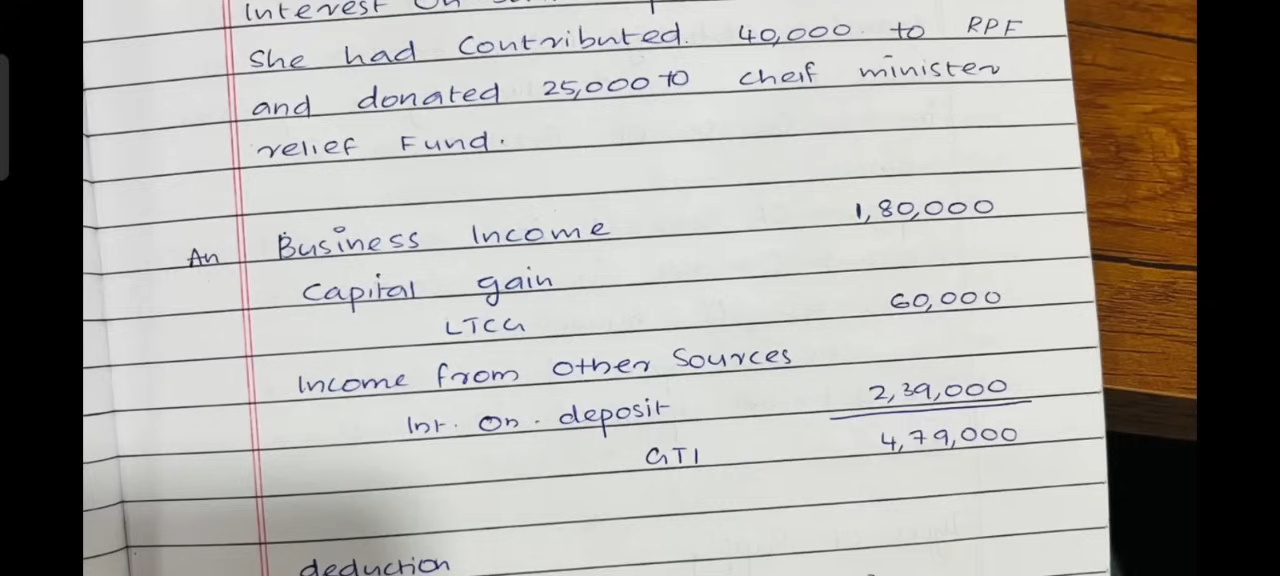 Interest On
She had Contributed. 40,000. to RPF
and donated 25,000 to cheif minister
relief Fund.
An Business Income 1,80,000
Capital gain
LTCG 60,000
Income from Other Sources
Int. On. deposit 2,39,000
GTI 4,79,000
deduction